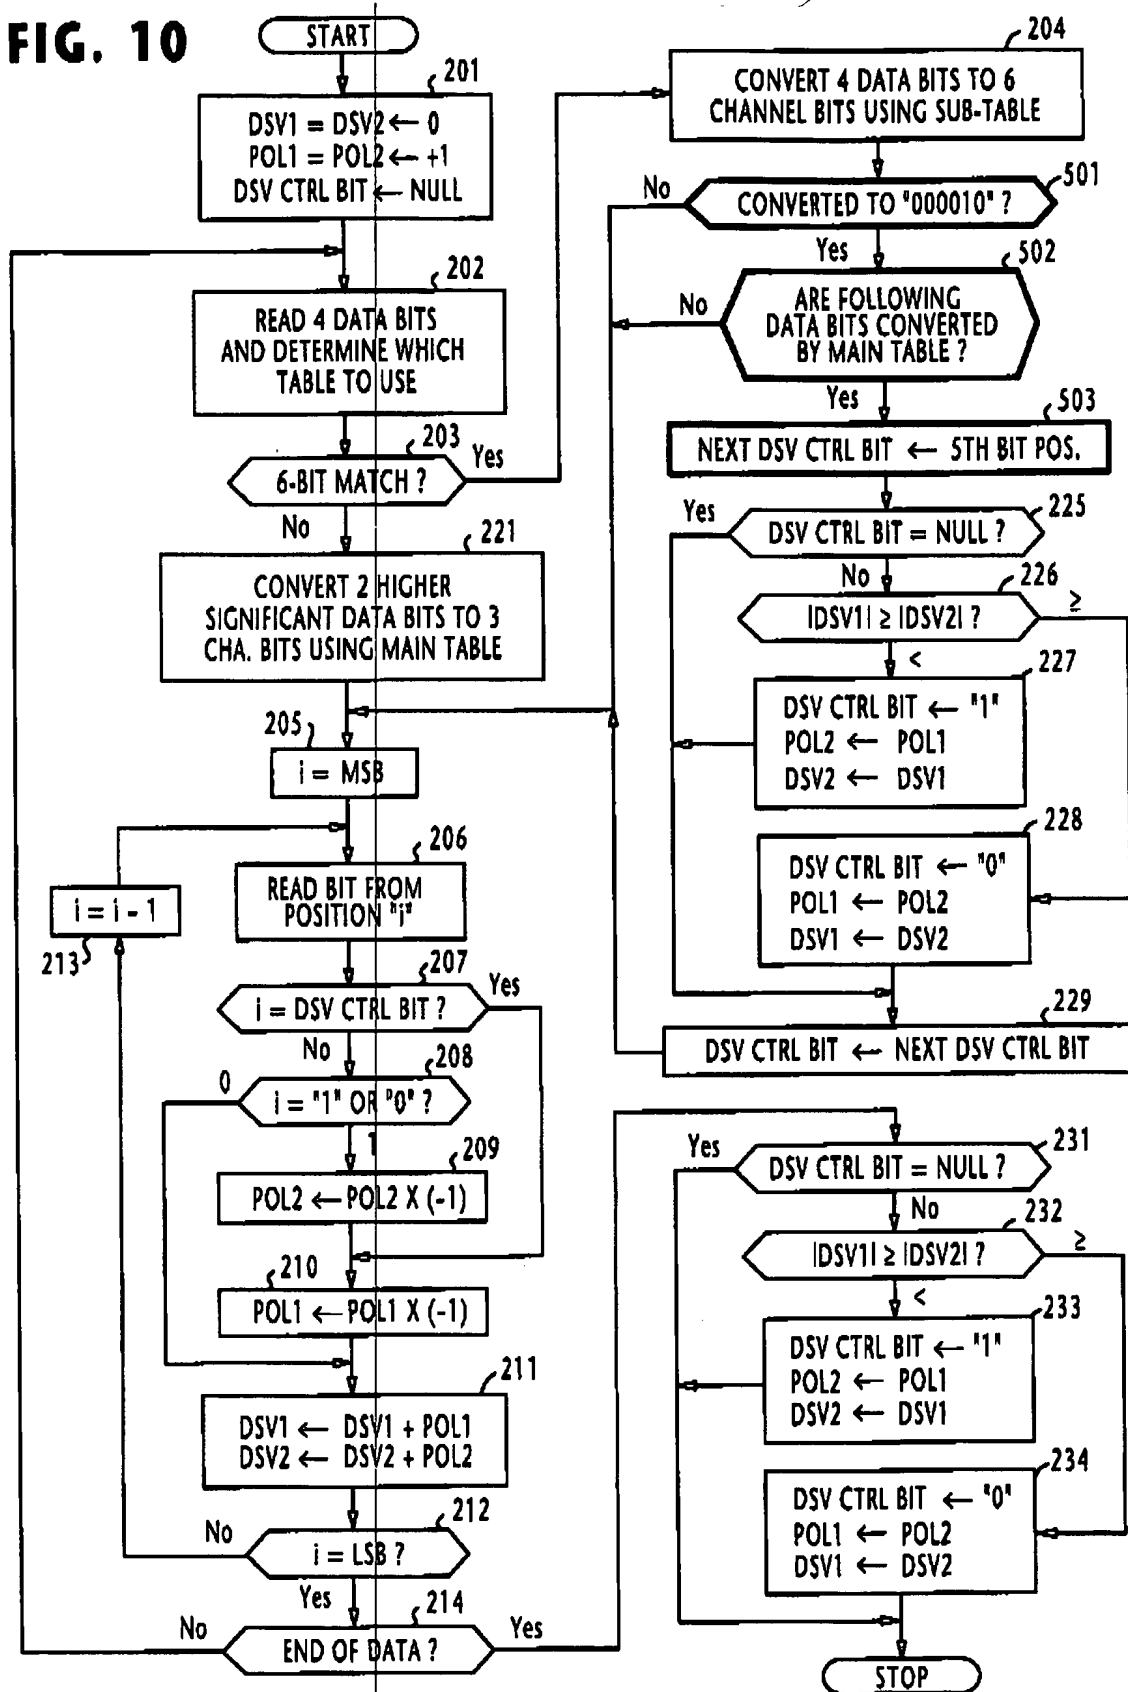 FIG. 10
START
201
DSV1 = DSV2 ← 0
POL1 = POL2 ← +1
DSV CTRL BIT ← NULL
202
READ 4 DATA BITS
AND DETERMINE WHICH
TABLE TO USE
203
6-BIT MATCH ?
Yes
No
221
CONVERT 2 HIGHER
SIGNIFICANT DATA BITS TO 3
CHA. BITS USING MAIN TABLE
205
i = MSB
206
READ BIT FROM
POSITION "i"
i = i - 1
213
207
i = DSV CTRL BIT ?
Yes
No
208
i = "1" OR "0" ?
0
1
209
POL2 ← POL2 X (-1)
210
POL1 ← POL1 X (-1)
211
DSV1 ← DSV1 + POL1
DSV2 ← DSV2 + POL2
212
i = LSB ?
No
Yes
214
END OF DATA ?
No
Yes
204
CONVERT 4 DATA BITS TO 6
CHANNEL BITS USING SUB-TABLE
501
CONVERTED TO "000010" ?
No
Yes
502
ARE FOLLOWING
DATA BITS CONVERTED
BY MAIN TABLE ?
No
Yes
503
NEXT DSV CTRL BIT ← 5TH BIT POS.
225
DSV CTRL BIT = NULL ?
Yes
No
226
|DSV1| ≥ |DSV2| ?
≥
<
227
DSV CTRL BIT ← "1"
POL2 ← POL1
DSV2 ← DSV1
228
DSV CTRL BIT ← "0"
POL1 ← POL2
DSV1 ← DSV2
229
DSV CTRL BIT ← NEXT DSV CTRL BIT
231
DSV CTRL BIT = NULL ?
Yes
No
232
|DSV1| ≥ |DSV2| ?
≥
<
233
DSV CTRL BIT ← "1"
POL2 ← POL1
DSV2 ← DSV1
234
DSV CTRL BIT ← "0"
POL1 ← POL2
DSV1 ← DSV2
STOP